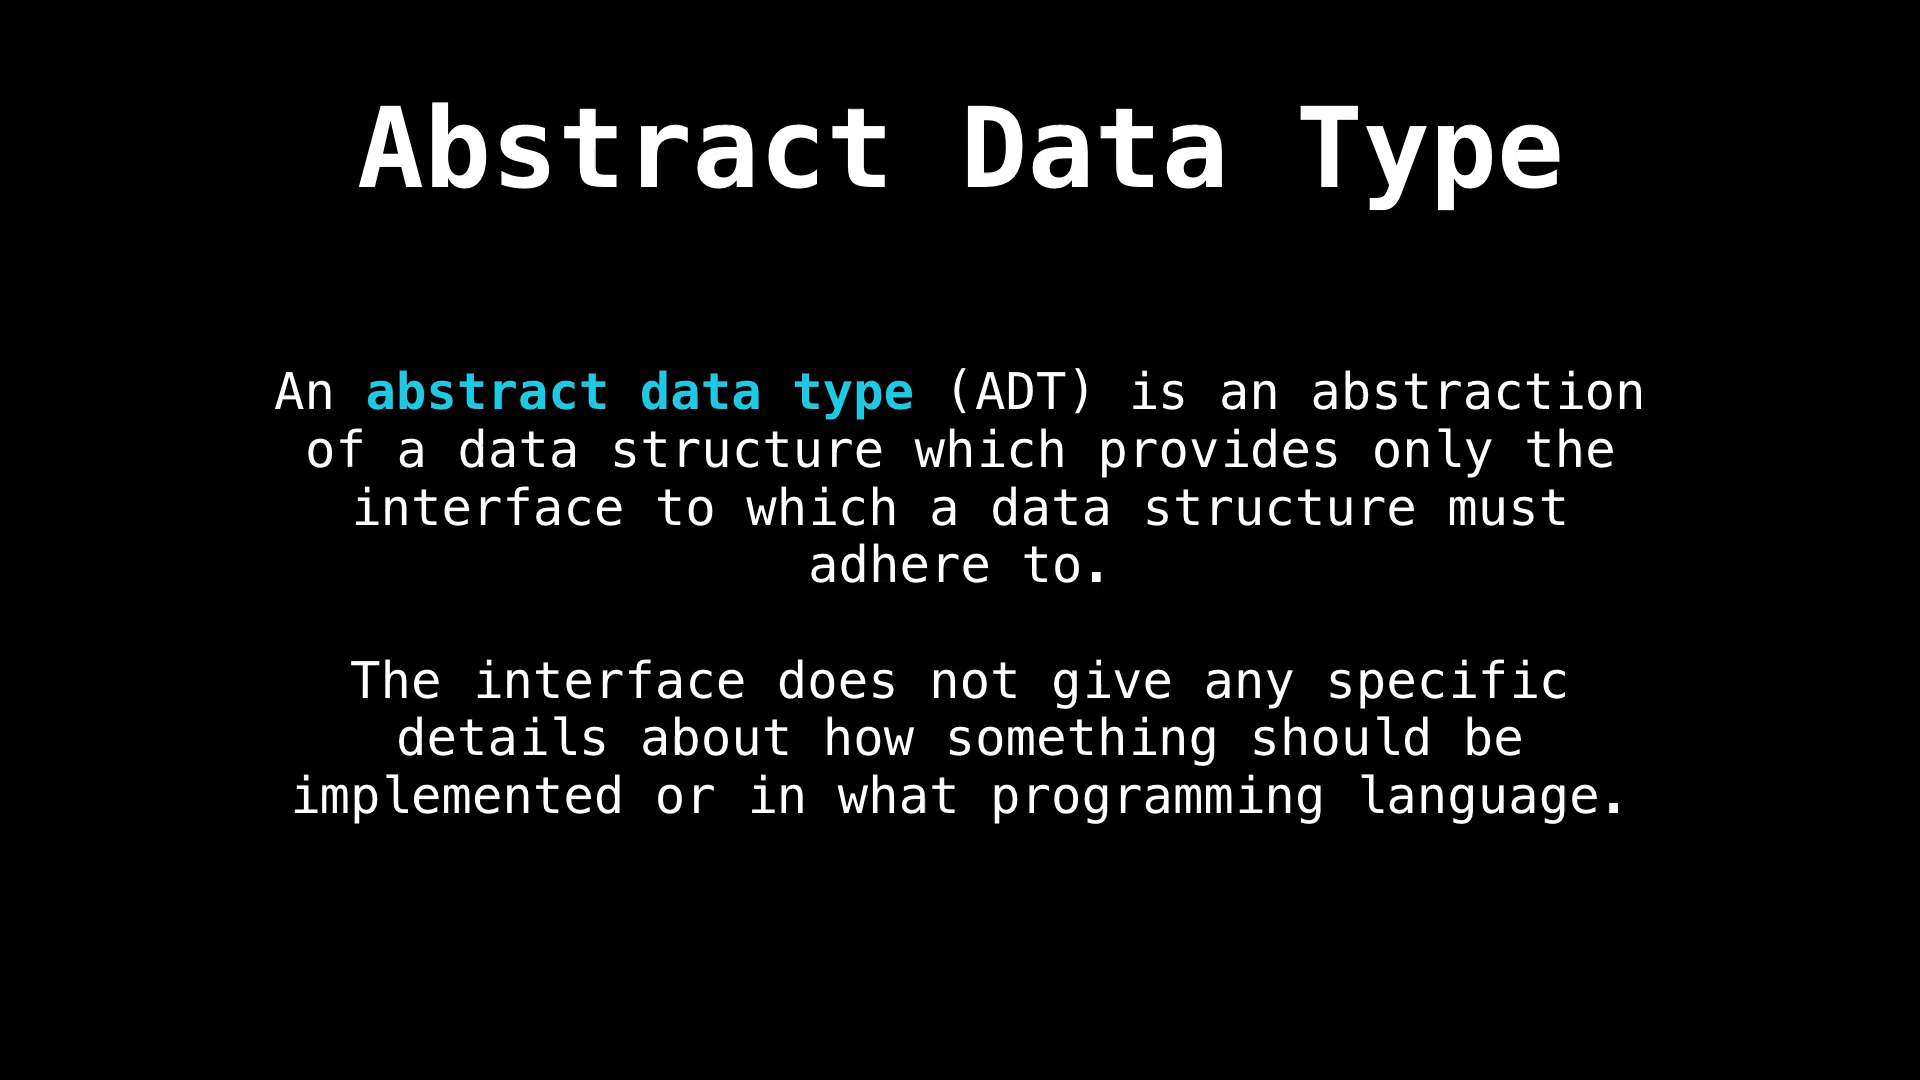 Abstract Data Type
An abstract data type (ADT) is an abstraction
of a data structure which provides only the
interface to which a data structure must
adhere to.
The interface does not give any specific
details about how something should be
implemented or in what programming language.